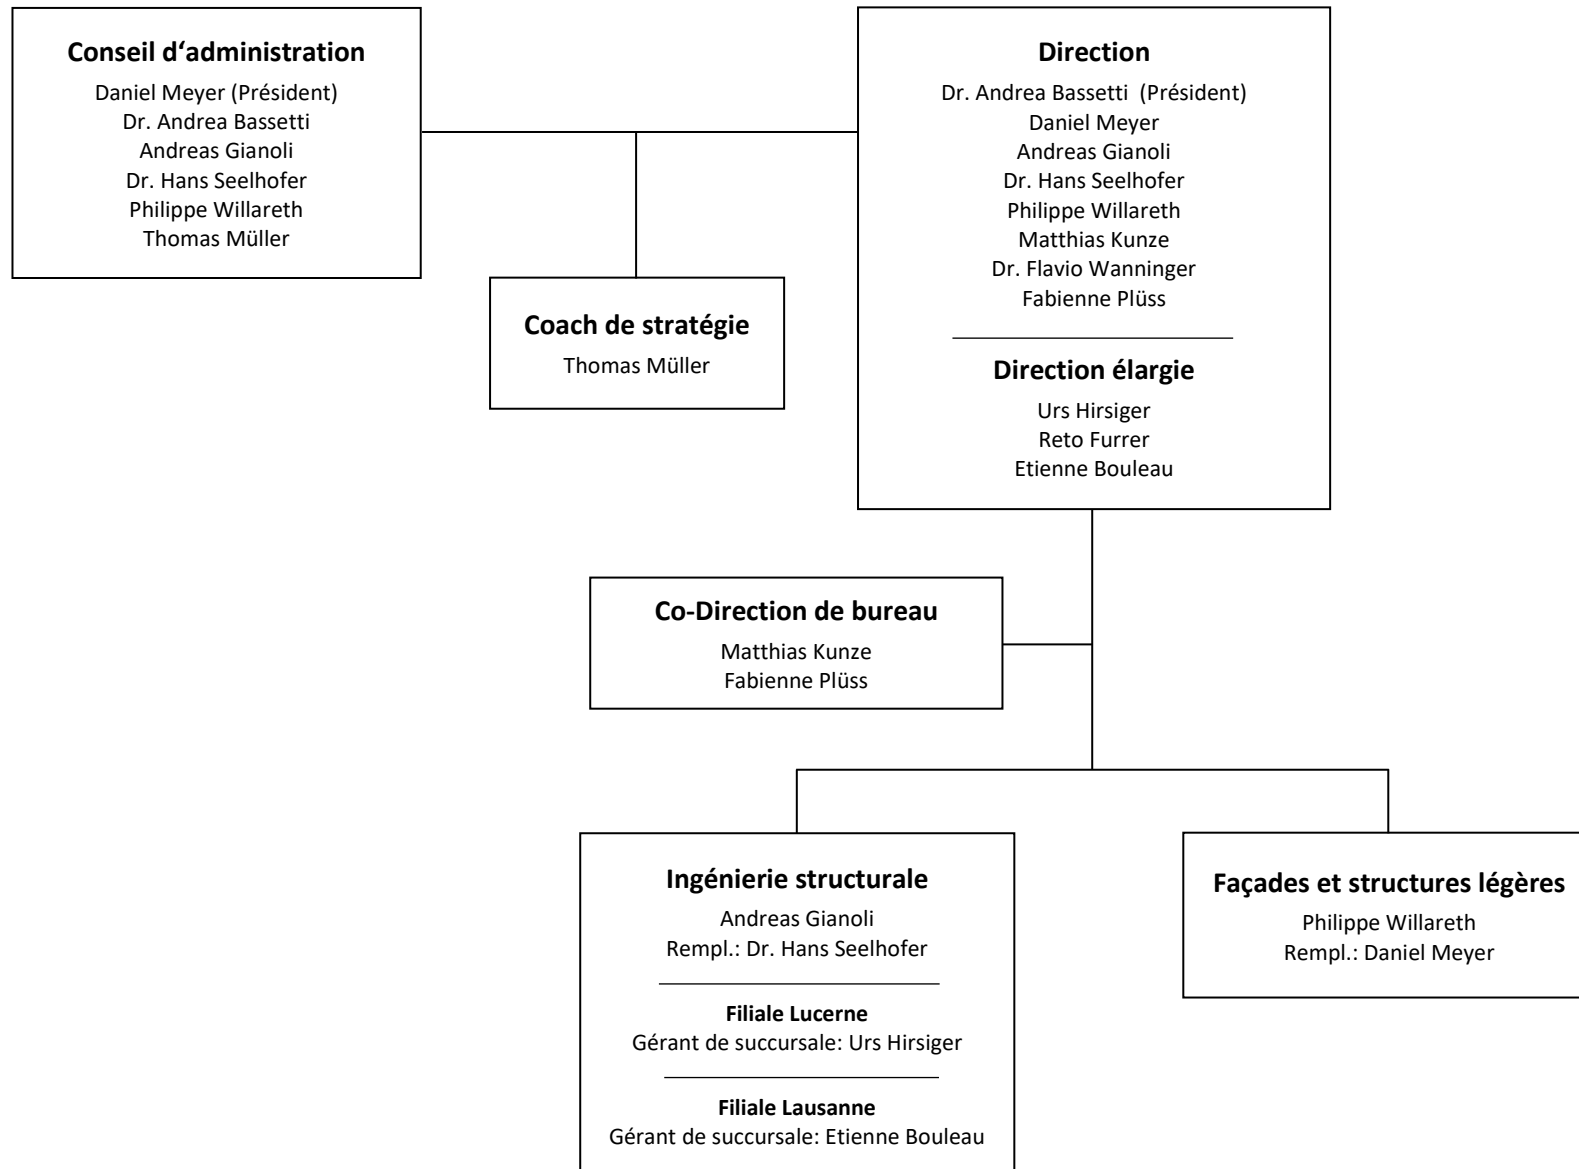 Conseil d‘administration
Daniel Meyer (Président)
Dr. Andrea Bassetti
Andreas Gianoli
Dr. Hans Seelhofer
Philippe Willareth
Thomas Müller
Direction
Dr. Andrea Bassetti  (Président)
Daniel Meyer
Andreas Gianoli
Dr. Hans Seelhofer
Philippe Willareth
Matthias Kunze
Dr. Flavio Wanninger
Fabienne Plüss
Direction élargie
Urs Hirsiger
Reto Furrer
Etienne Bouleau
Coach de stratégie
Thomas Müller
Co-Direction de bureau
Matthias Kunze
Fabienne Plüss
Ingénierie structurale
Andreas Gianoli
Rempl.: Dr. Hans Seelhofer
Filiale Lucerne
Gérant de succursale: Urs Hirsiger
Filiale Lausanne
Gérant de succursale: Etienne Bouleau
Façades et structures légères
Philippe Willareth
Rempl.: Daniel Meyer